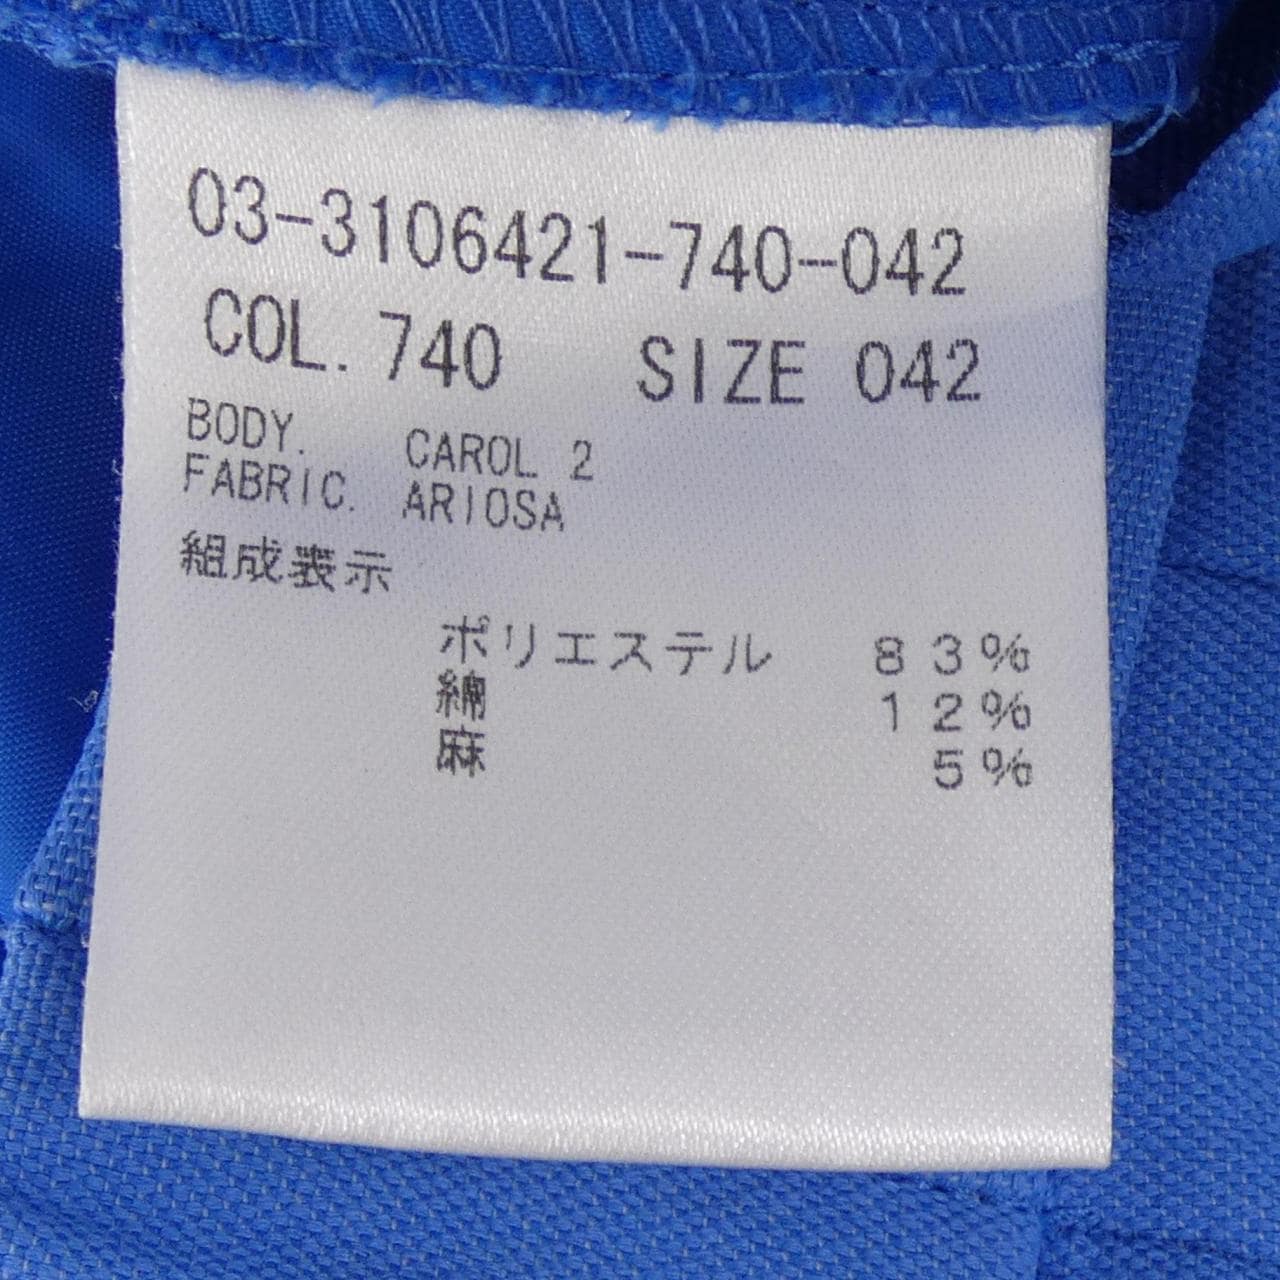 03-3106421-740-042
COL. 740 SIZE 042
BODY. CAROL 2
FABRIC. ARIOSA
組成表示
ポリエステル 83%
綿 12%
麻 5%